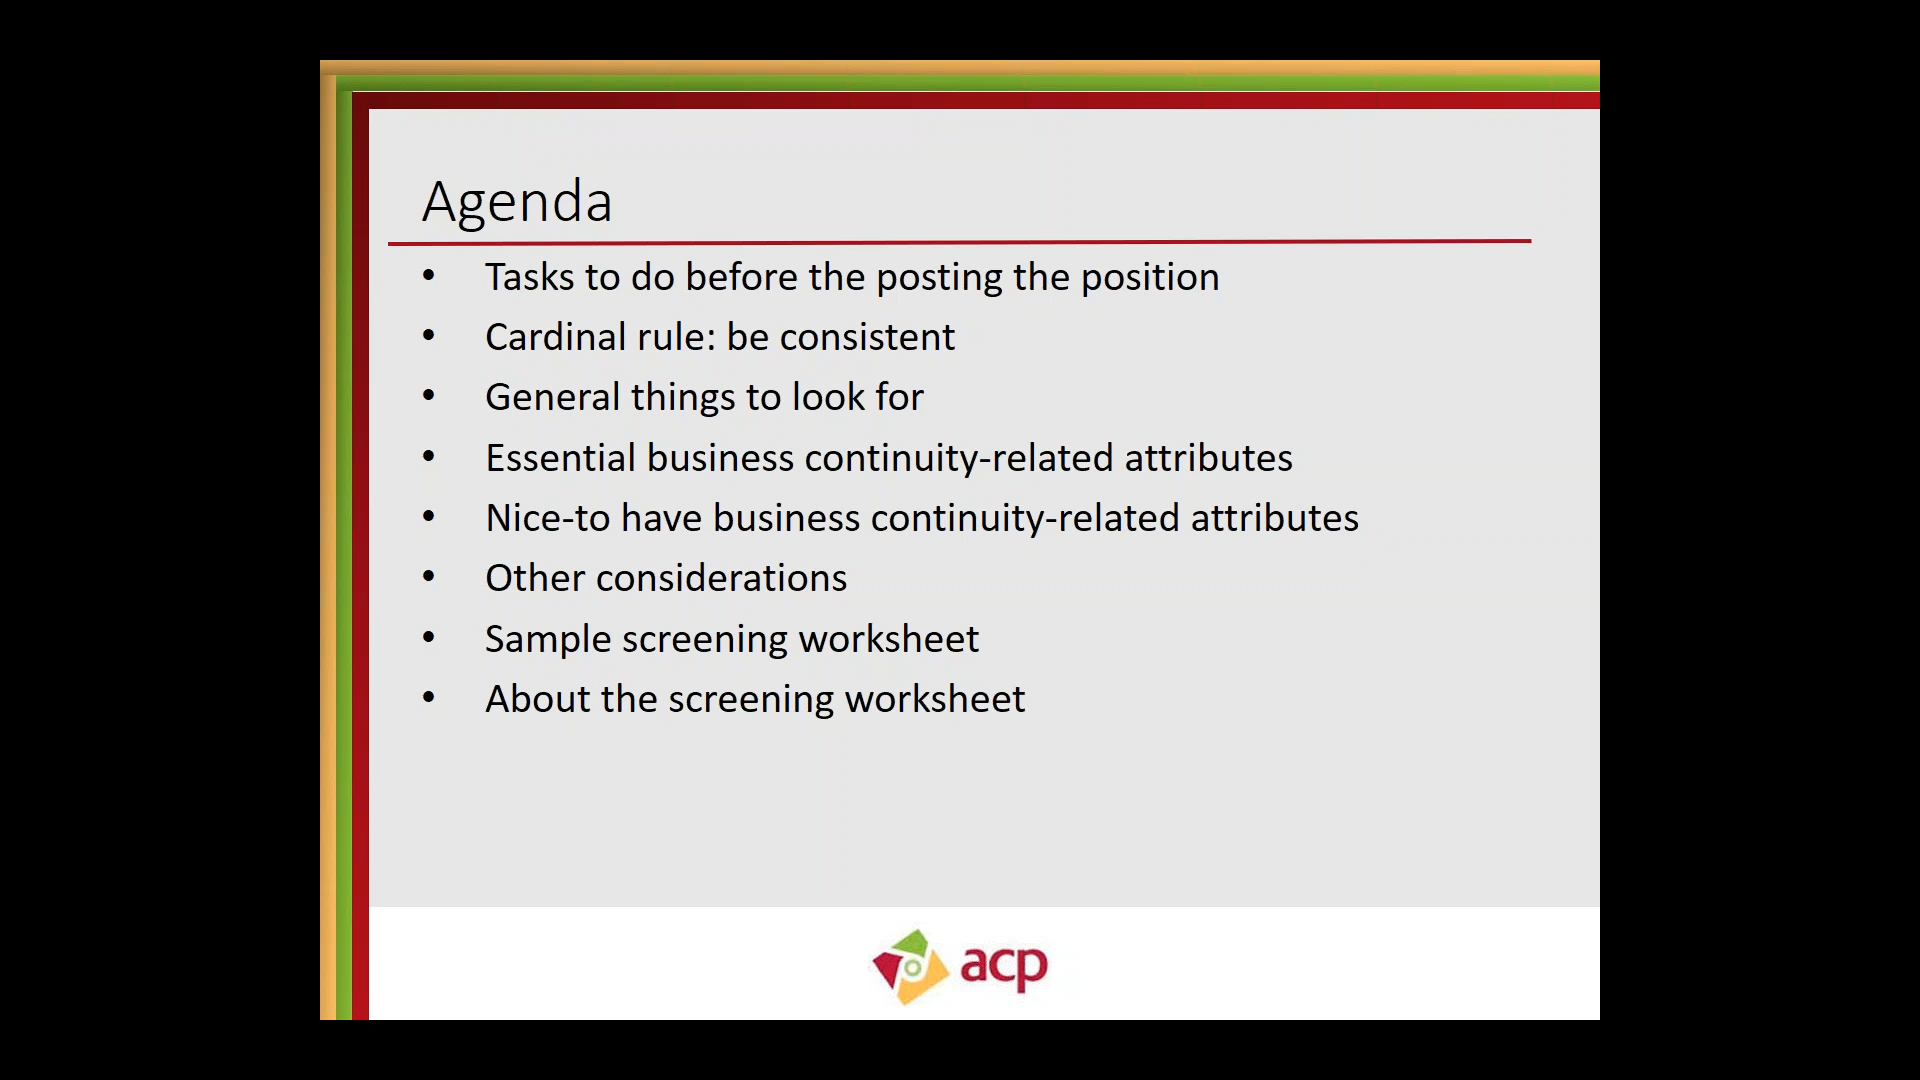 Agenda
• Tasks to do before the posting the position
• Cardinal rule: be consistent
• General things to look for
• Essential business continuity-related attributes
• Nice-to have business continuity-related attributes
• Other considerations
• Sample screening worksheet
• About the screening worksheet
acp